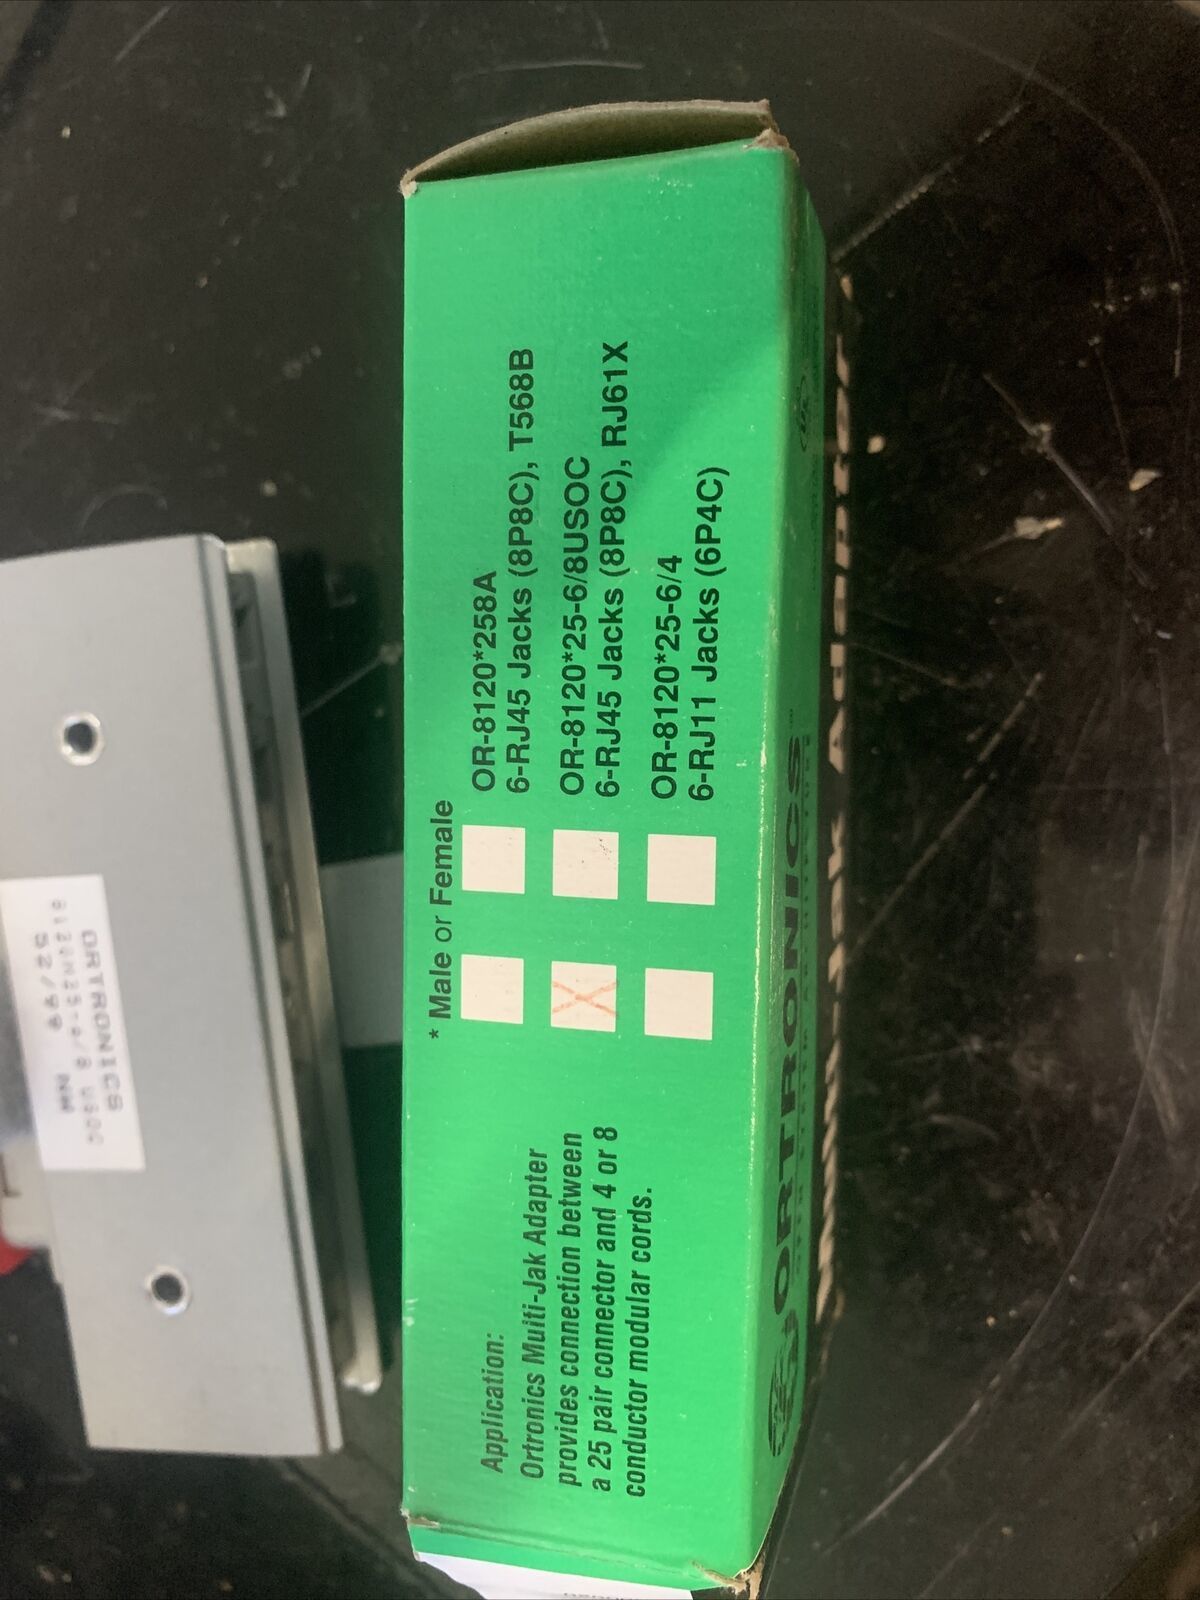 Application:
Ortronics Multi-Jak Adapter
provides connection between
a 25 pair connector and 4 or 8
conductor modular cords.
* Male or Female
OR-8120*258A
6-RJ45 Jacks (8P8C), T568B
OR-8120*25-6/8USOC
6-RJ45 Jacks (8P8C), RJ61X
OR-8120*25-6/4
6-RJ11 Jacks (6P4C)
ORTRONICS
ORTRONICS
8120M25-6/8 USOC
52/99 NM